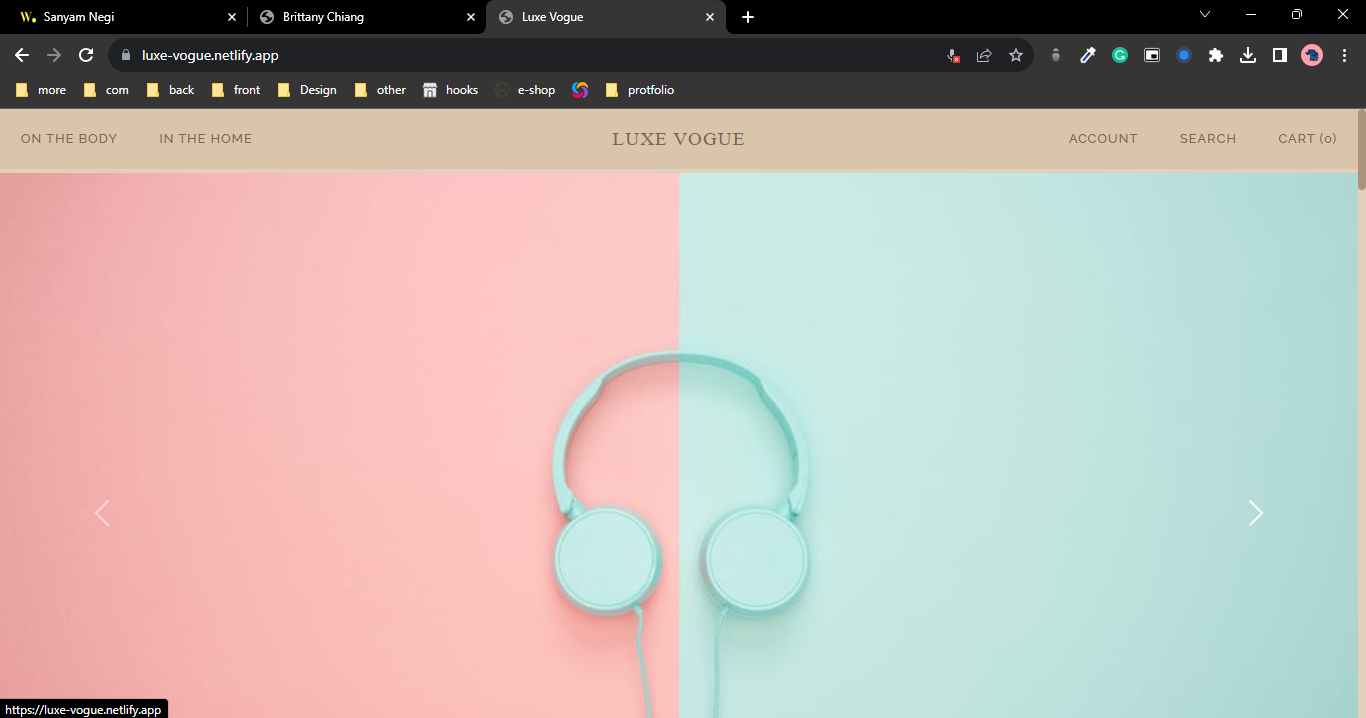 W. Sanyam Negi
Brittany Chiang
Luxe Vogue
luxe-vogue.netlify.app
more com back front Design other hooks e-shop protfolio
ON THE BODY IN THE HOME LUXE VOGUE ACCOUNT SEARCH CART (0)
https://luxe-vogue.netlify.app